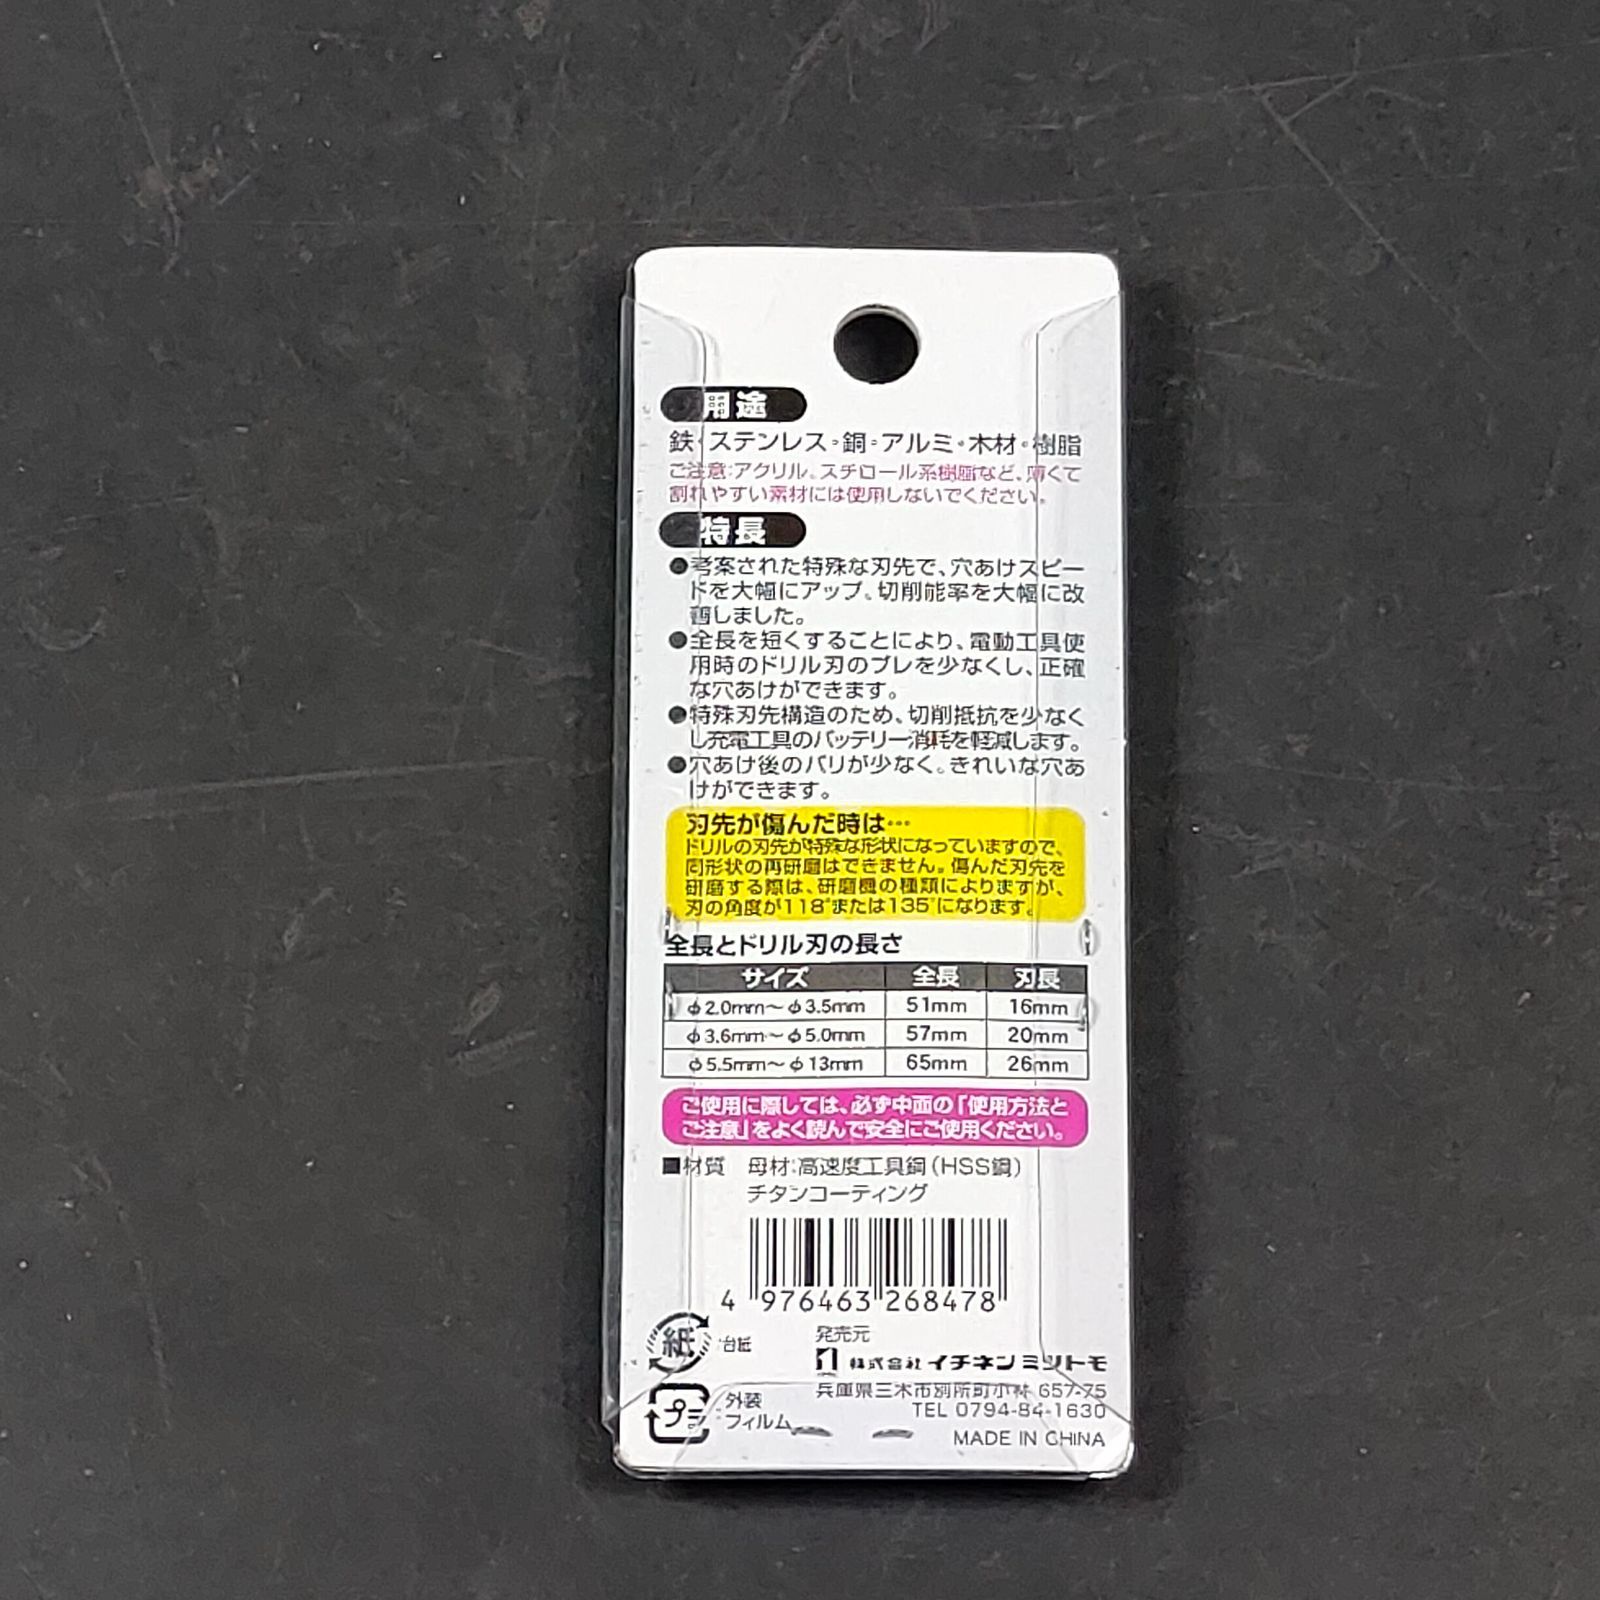 用途
鉄・ステンレス・銅・アルミ・木材・樹脂
ご注意:アクリル、スチロール系樹脂など、薄くて
割れやすい素材には使用しないでください。
特長
●考案された特殊な刃先で、穴あけスピー
ドを大幅にアップ。切削能率を大幅に改
善しました。
●全長を短くすることにより、電動工具使
用時のドリル刃のブレを少なくし、正確
な穴あけができます。
●特殊刃先構造のため、切削抵抗を少なく
し充電工具のバッテリー消耗を軽減します。
●穴あけ後のバリが少なく。きれいな穴あ
けができます。
刃先が傷んだ時は…
ドリルの刃先が特殊な形状になっていますので、
同形状の再研磨はできません。傷んだ刃先を
研磨する際は、研磨機の種類によりますが、
刃の角度が118°または135°になります。
全長とドリル刃の長さ
サイズ 全長 刃長
φ2.0mm～φ3.5mm 51mm 16mm
φ3.6mm～φ5.0mm 57mm 20mm
φ5.5mm～φ13mm 65mm 26mm
ご使用に際しては、必ず中面の「使用方法と
ご注意」をよく読んで安全にご使用ください。
■材質 母材:高速度工具鋼(HSS鋼)
チタンコーティング
4 976463 268478
紙 台紙
発売元
株式会社 イチネンミツトモ
兵庫県三木市別所町小林 657-75
プラ 外装
フィルム
TEL 0794-84-1630
MADE IN CHINA